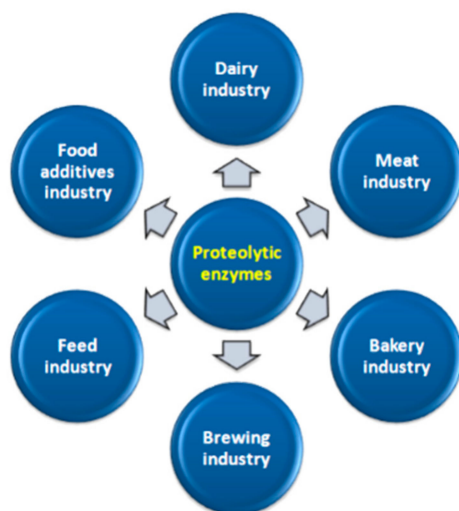 Dairy
industry
Food
additives
industry
Meat
industry
Proteolytic
enzymes
Feed
industry
Bakery
industry
Brewing
industry